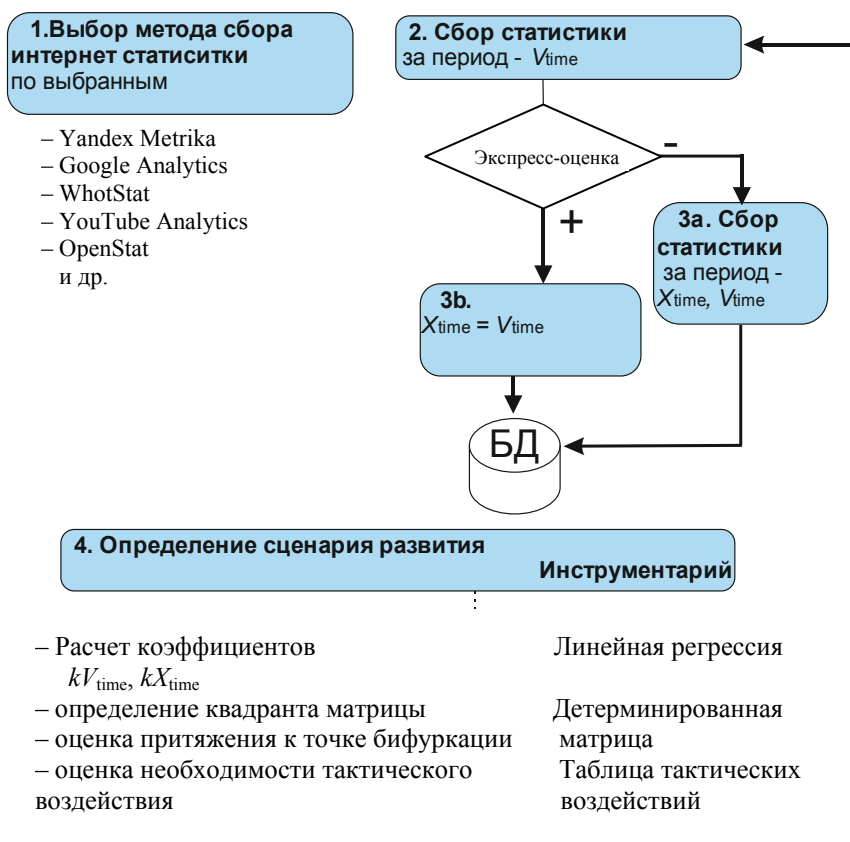 1.Выбор метода сбора
интернет статиситки
по выбранным
– Yandex Metrika
– Google Analytics
– WhotStat
– YouTube Analytics
– OpenStat
и др.
2. Сбор статистики
за период - Vtime
Экспресс-оценка
-
+
3a. Сбор
статистики
за период -
Xtime, Vtime
3b.
Xtime = Vtime
БД
4. Определение сценария развития
Инструментарий
– Расчет коэффициентов
kVtime, kXtime
– определение квадранта матрицы
– оценка притяжения к точке бифуркации
– оценка необходимости тактического
воздействия
Линейная регрессия
Детерминированная
матрица
Таблица тактических
воздействий